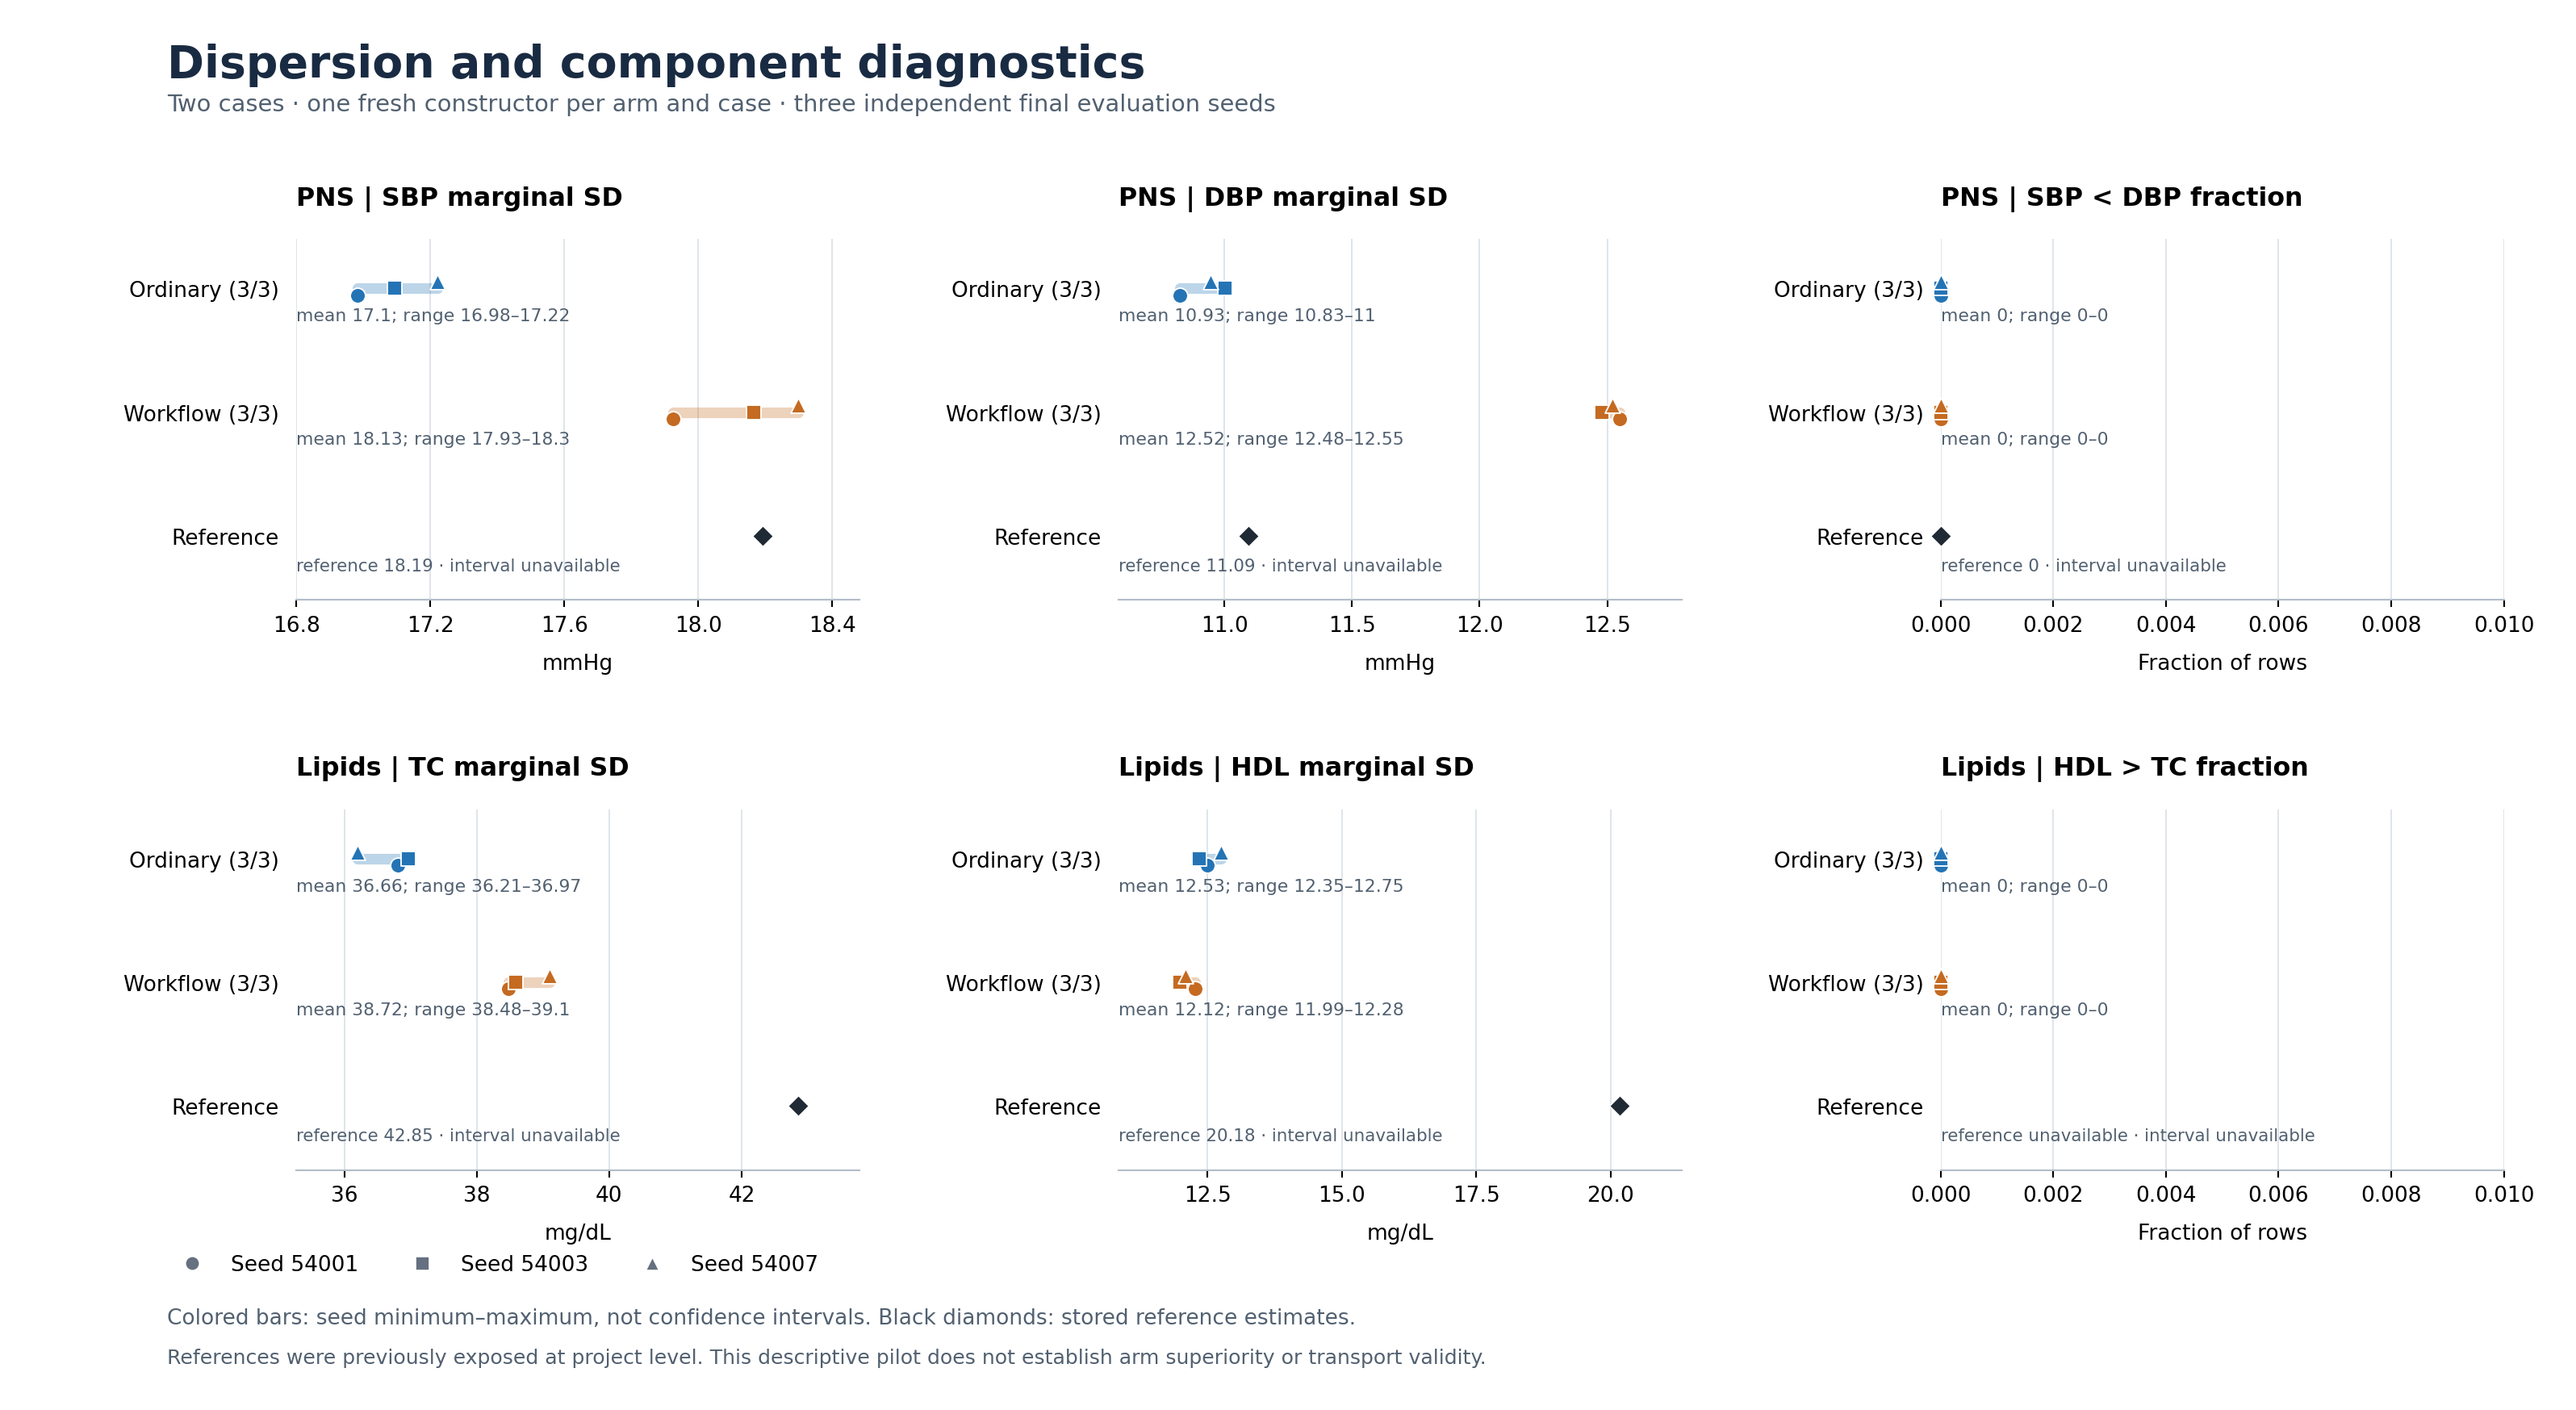 Dispersion and component diagnostics
Two cases · one fresh constructor per arm and case · three independent final evaluation seeds
PNS | SBP marginal SD
Ordinary (3/3)
mean 17.1; range 16.98–17.22
Workflow (3/3)
mean 18.13; range 17.93–18.3
Reference
reference 18.19 · interval unavailable
16.8 17.2 17.6 18.0 18.4
mmHg
PNS | DBP marginal SD
Ordinary (3/3)
mean 10.93; range 10.83–11
Workflow (3/3)
mean 12.52; range 12.48–12.55
Reference
reference 11.09 · interval unavailable
11.0 11.5 12.0 12.5
mmHg
PNS | SBP < DBP fraction
Ordinary (3/3)
mean 0; range 0–0
Workflow (3/3)
mean 0; range 0–0
Reference
reference 0 · interval unavailable
0.000 0.002 0.004 0.006 0.008 0.010
Fraction of rows
Lipids | TC marginal SD
Ordinary (3/3)
mean 36.66; range 36.21–36.97
Workflow (3/3)
mean 38.72; range 38.48–39.1
Reference
reference 42.85 · interval unavailable
36 38 40 42
mg/dL
Lipids | HDL marginal SD
Ordinary (3/3)
mean 12.53; range 12.35–12.75
Workflow (3/3)
mean 12.12; range 11.99–12.28
Reference
reference 20.18 · interval unavailable
12.5 15.0 17.5 20.0
mg/dL
Lipids | HDL > TC fraction
Ordinary (3/3)
mean 0; range 0–0
Workflow (3/3)
mean 0; range 0–0
Reference
reference unavailable · interval unavailable
0.000 0.002 0.004 0.006 0.008 0.010
Fraction of rows
Seed 54001 Seed 54003 Seed 54007
Colored bars: seed minimum–maximum, not confidence intervals. Black diamonds: stored reference estimates.
References were previously exposed at project level. This descriptive pilot does not establish arm superiority or transport validity.